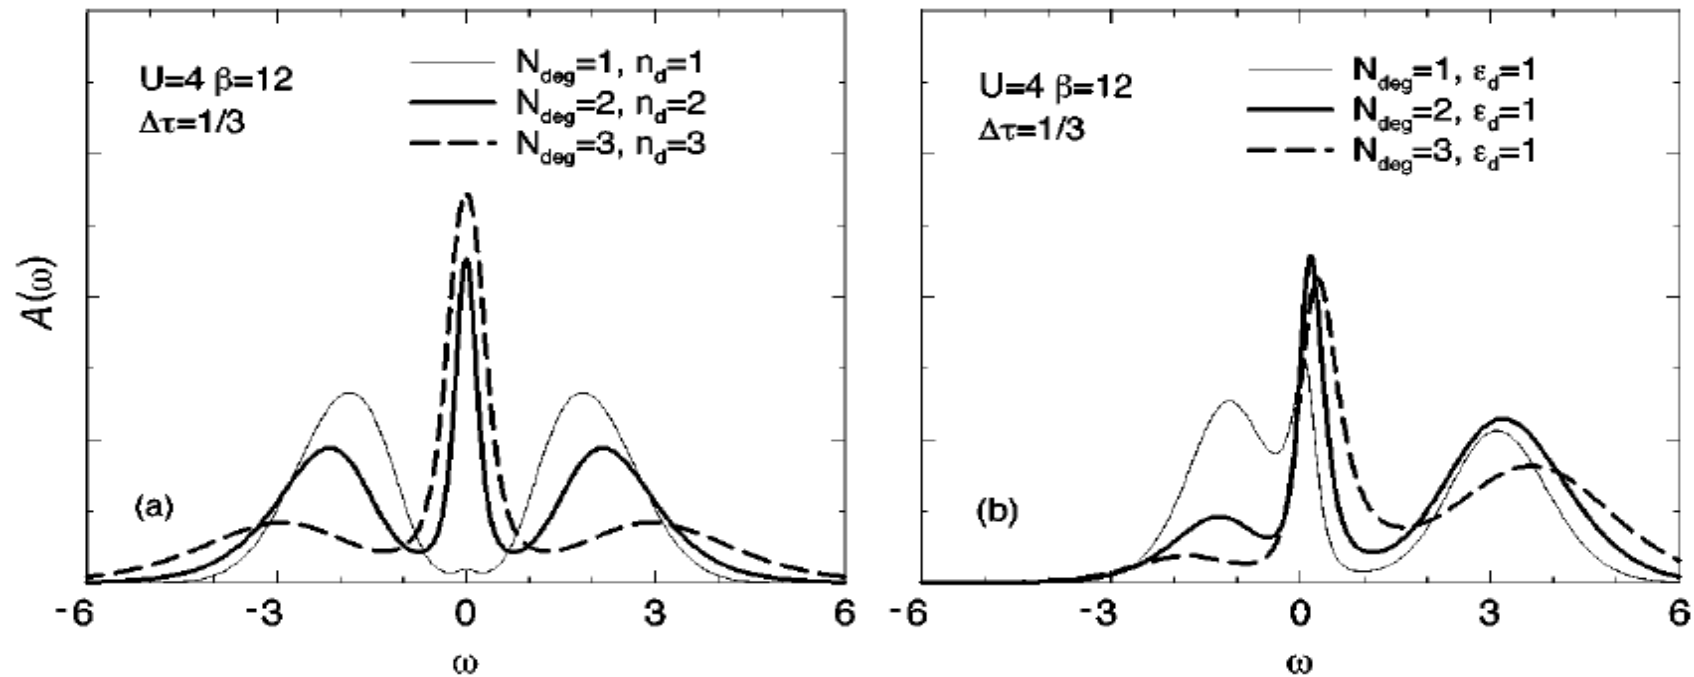 U=4 β=12
Δτ=1/3
N_deg=1, n_d=1
N_deg=2, n_d=2
N_deg=3, n_d=3
A(ω)
(a)
-6 -3 0 3 6
ω
U=4 β=12
Δτ=1/3
N_deg=1, ε_d=1
N_deg=2, ε_d=1
N_deg=3, ε_d=1
(b)
-6 -3 0 3 6
ω